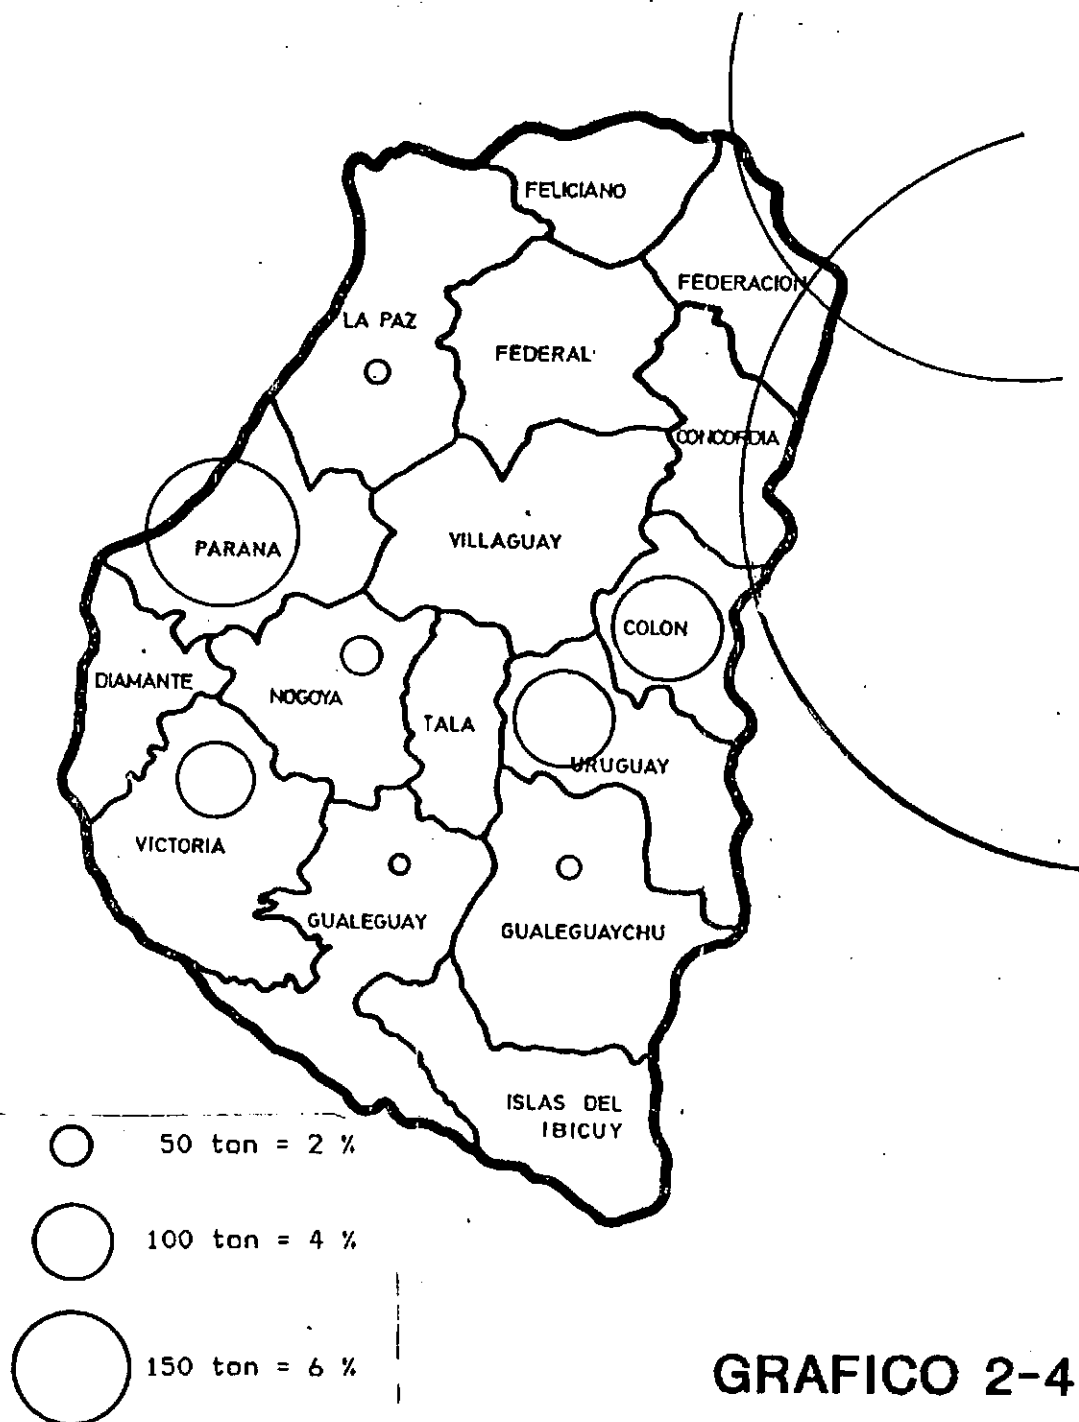 FELICIANO
FEDERACION
LA PAZ
FEDERAL
CONCORDIA
PARANA
VILLAGUAY
COLON
DIAMANTE
NOGOYA
TALA
URUGUAY
VICTORIA
GUALEGUAY
GUALEGUAYCHU
ISLAS DEL
IBICUY
50 ton = 2 %
100 ton = 4 %
150 ton = 6 %
GRAFICO 2-4